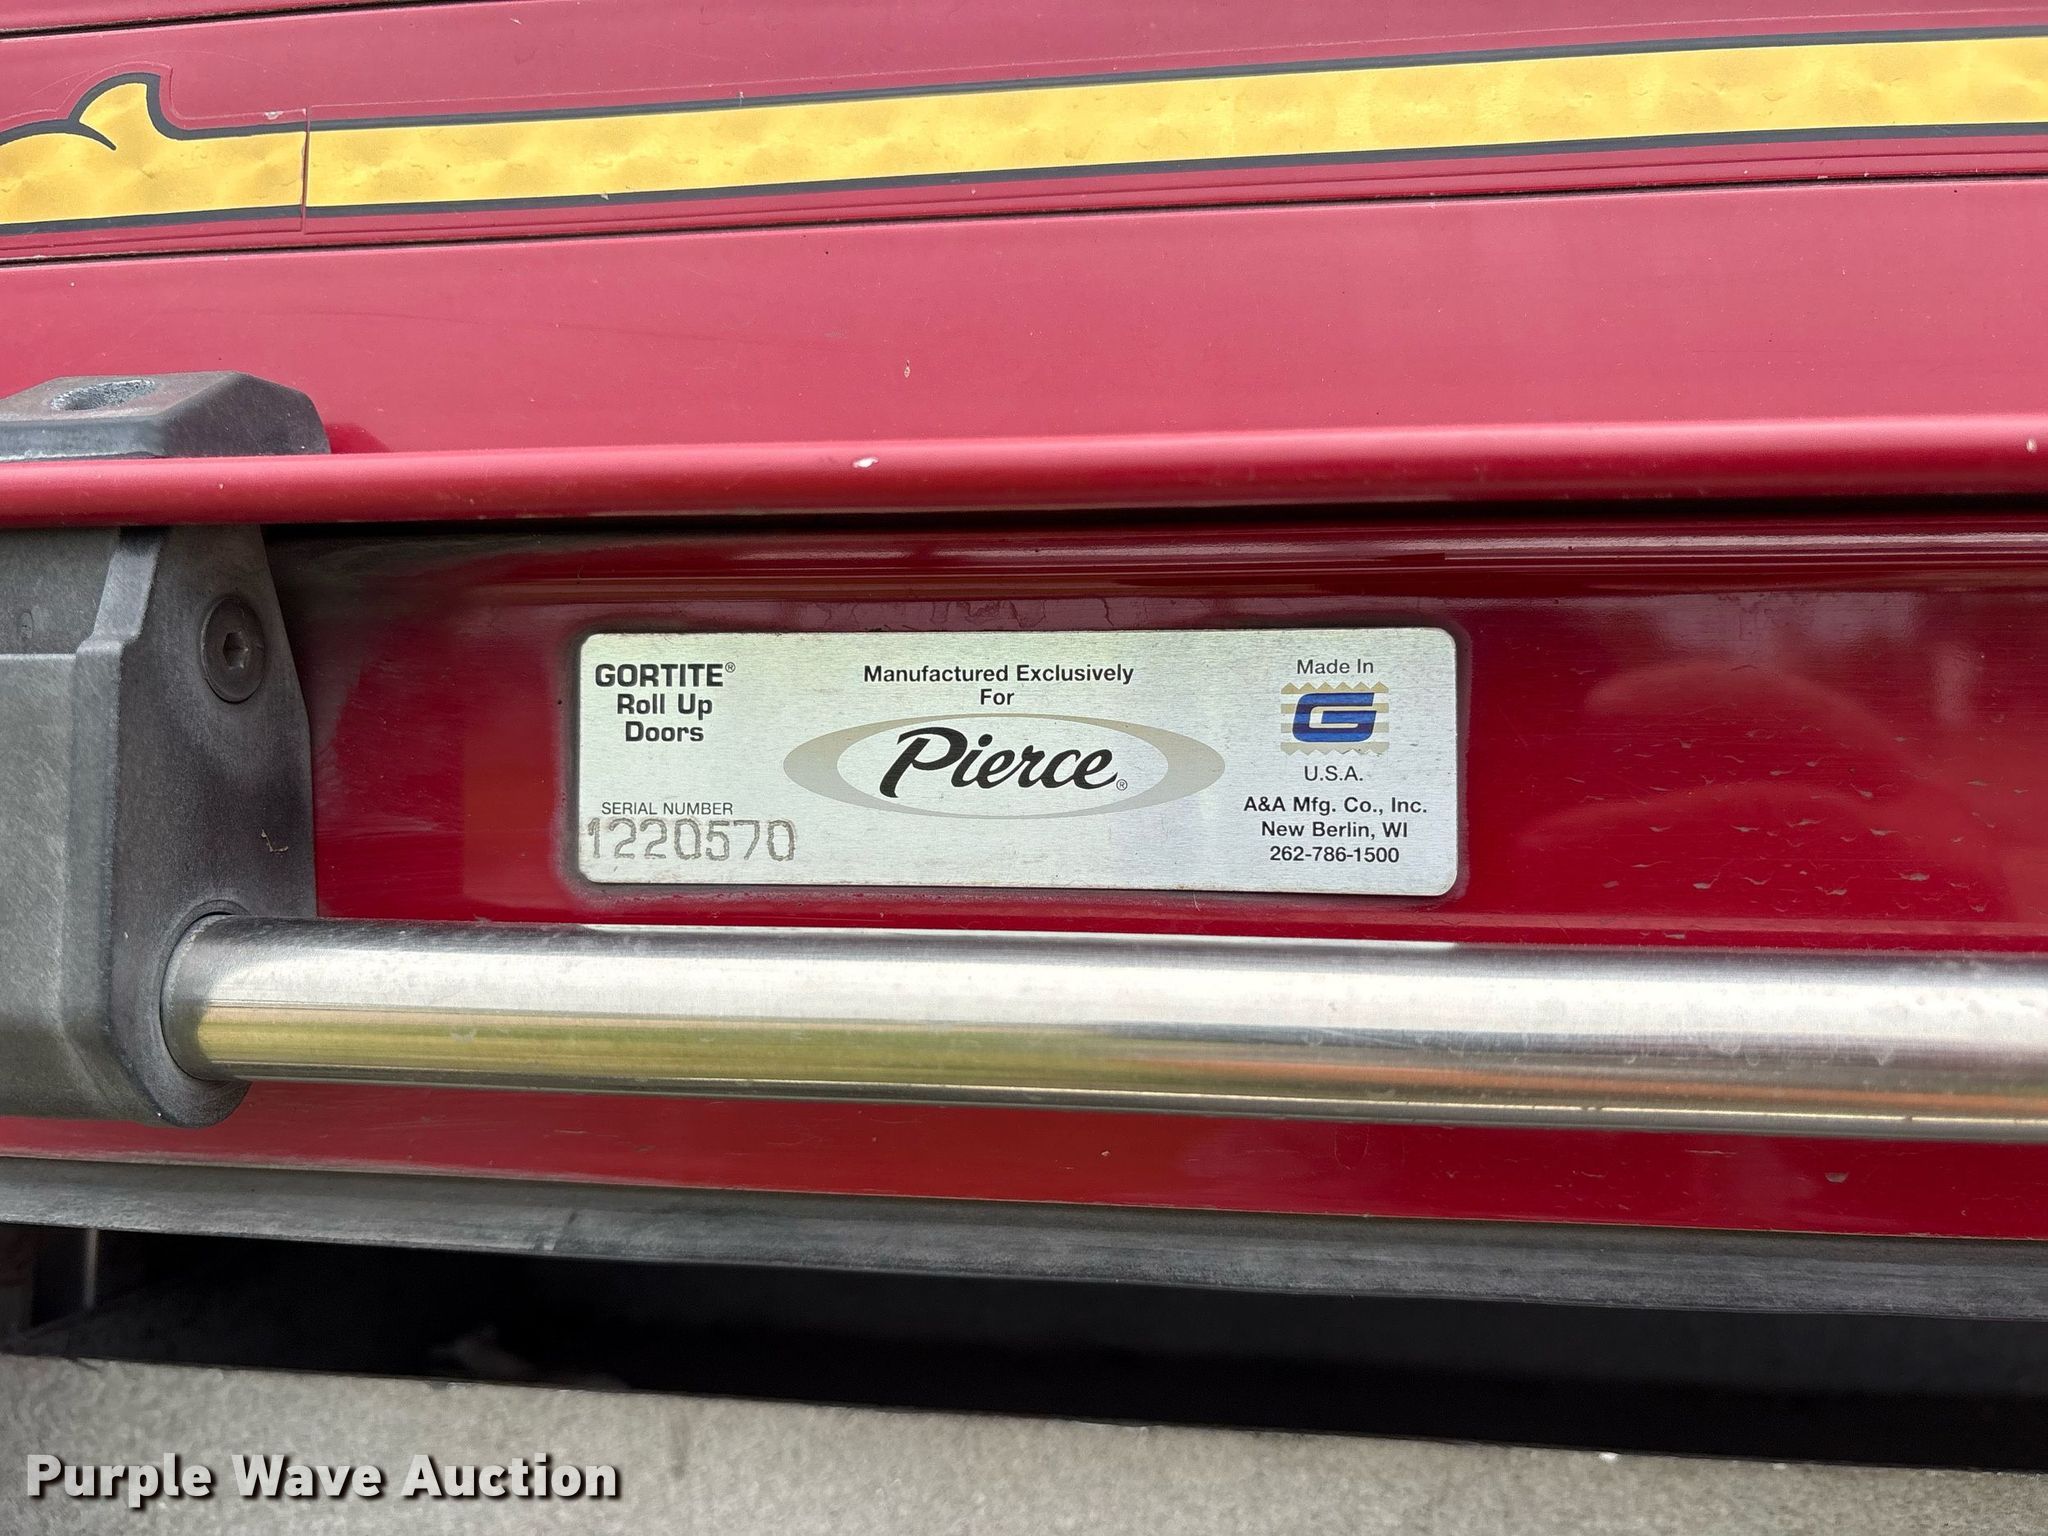 GORTITE®
Roll Up
Doors
SERIAL NUMBER
1220570
Manufactured Exclusively
For
Pierce®
Made In
G
U.S.A.
A&A Mfg. Co., Inc.
New Berlin, WI
262-786-1500
Purple Wave Auction